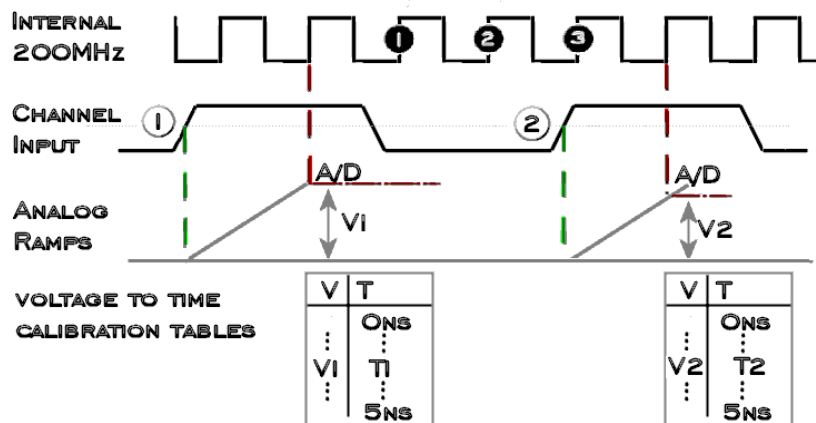 INTERNAL
200MHZ
1 2 3
CHANNEL
INPUT
1 2
A/D A/D
ANALOG
RAMPS
V1 V2
VOLTAGE TO TIME
CALIBRATION TABLES
V T
0NS
V1 T1
5NS
V T
0NS
V2 T2
5NS